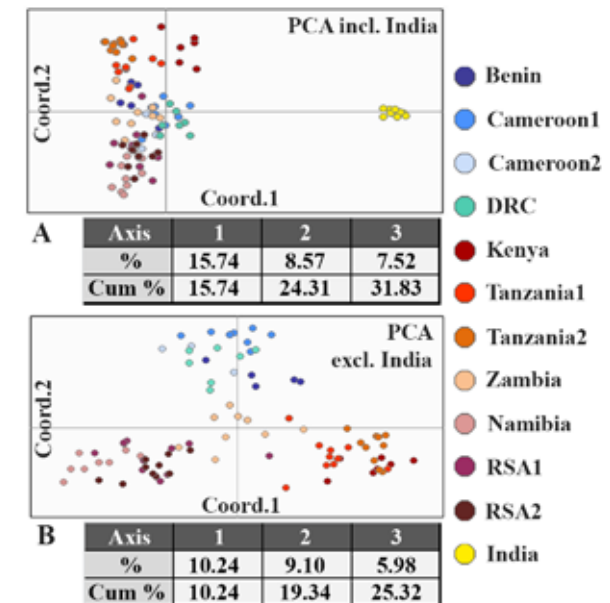 PCA incl. India
Coord.2
Coord.1
A
Axis 1 2 3
% 15.74 8.57 7.52
Cum % 15.74 24.31 31.83
PCA
excl. India
Coord.2
Coord.1
B
Axis 1 2 3
% 10.24 9.10 5.98
Cum % 10.24 19.34 25.32
Benin
Cameroon1
Cameroon2
DRC
Kenya
Tanzania1
Tanzania2
Zambia
Namibia
RSA1
RSA2
India